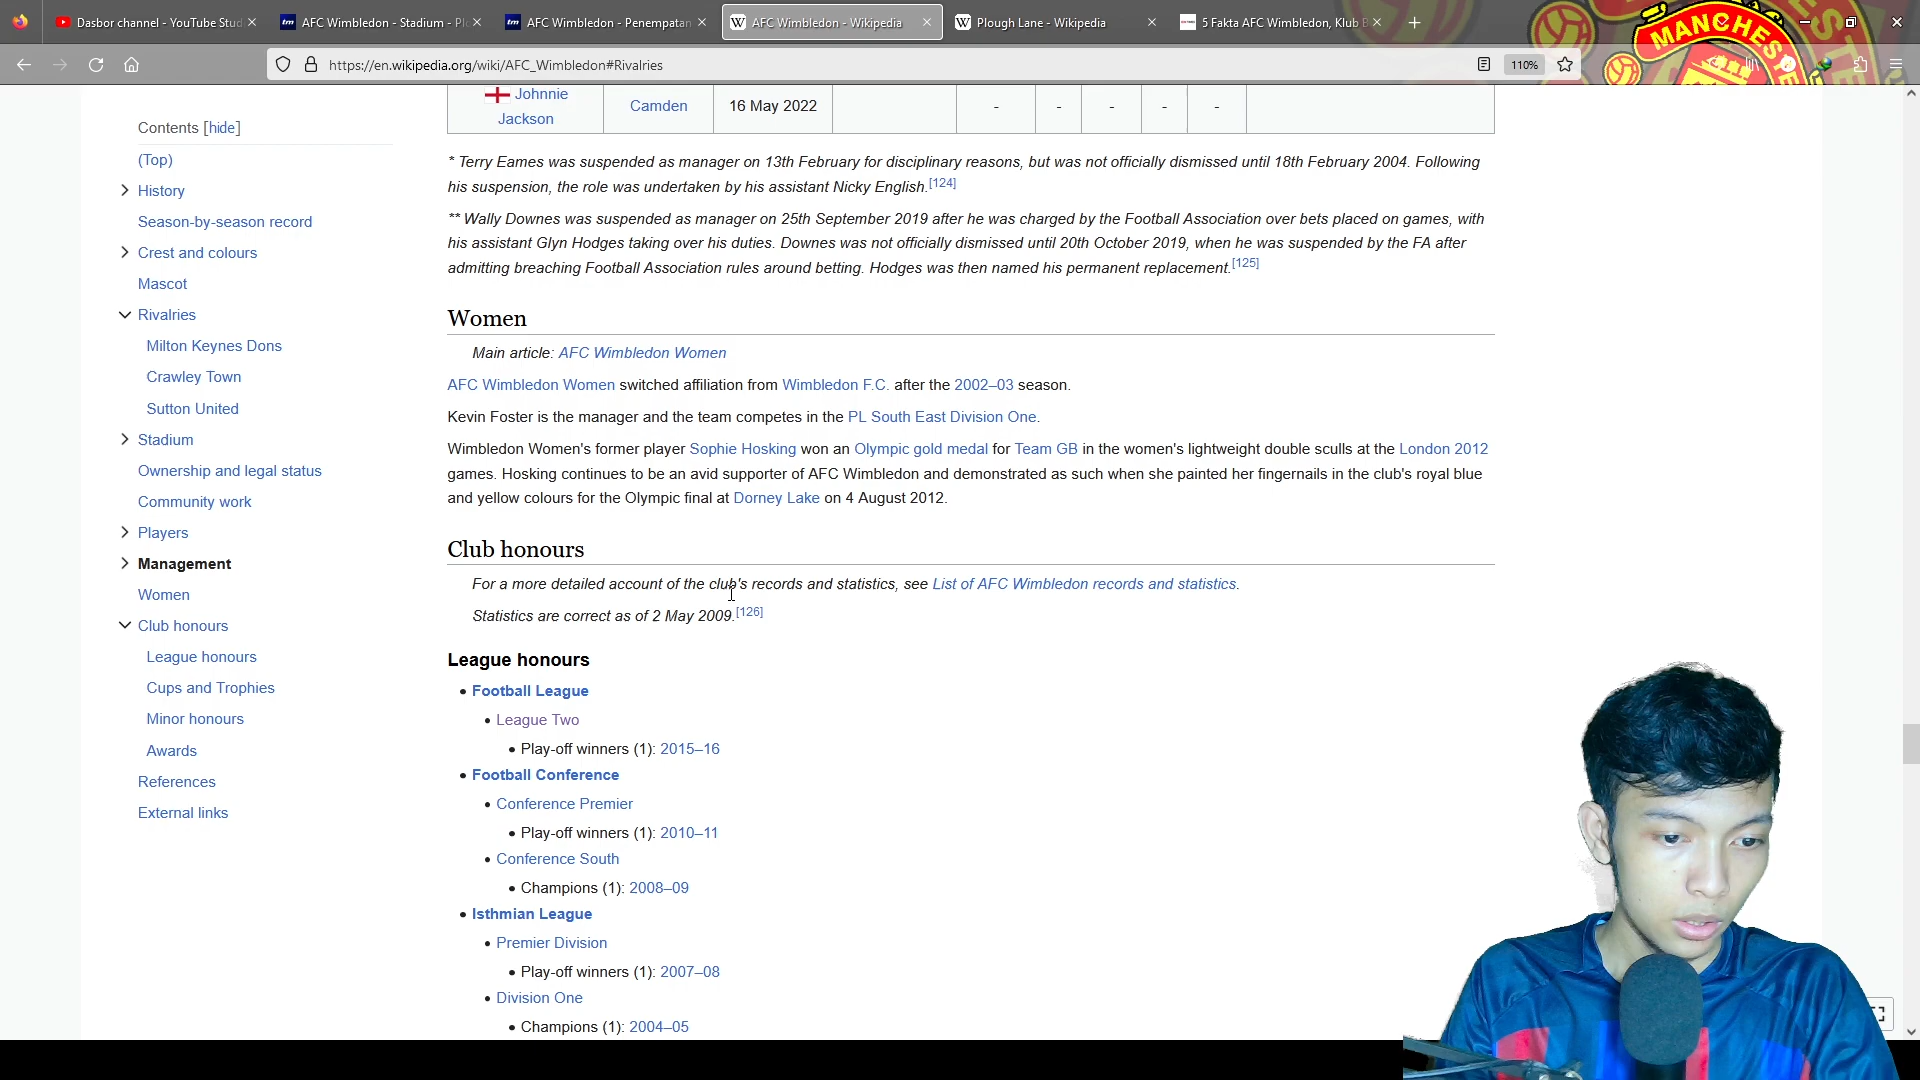 Dasbor channel - YouTube Stud
AFC Wimbledon - Stadium - Plo
AFC Wimbledon - Penempatan
AFC Wimbledon - Wikipedia
Plough Lane - Wikipedia
5 Fakta AFC Wimbledon, Klub B
MANCHESTE
https://en.wikipedia.org/wiki/AFC_Wimbledon#Rivalries
110%
Contents [hide]
(Top)
History
Season-by-season record
Crest and colours
Mascot
Rivalries
Milton Keynes Dons
Crawley Town
Sutton United
Stadium
Ownership and legal status
Community work
Players
Management
Women
Club honours
League honours
Cups and Trophies
Minor honours
Awards
References
External links
Johnnie Jackson Camden 16 May 2022 - - - - -
* Terry Eames was suspended as manager on 13th February for disciplinary reasons, but was not officially dismissed until 18th February 2004. Following
his suspension, the role was undertaken by his assistant Nicky English.[124]
** Wally Downes was suspended as manager on 25th September 2019 after he was charged by the Football Association over bets placed on games, with
his assistant Glyn Hodges taking over his duties. Downes was not officially dismissed until 20th October 2019, when he was suspended by the FA after
admitting breaching Football Association rules around betting. Hodges was then named his permanent replacement.[125]
Women
Main article: AFC Wimbledon Women
AFC Wimbledon Women switched affiliation from Wimbledon F.C. after the 2002–03 season.
Kevin Foster is the manager and the team competes in the PL South East Division One.
Wimbledon Women's former player Sophie Hosking won an Olympic gold medal for Team GB in the women's lightweight double sculls at the London 2012
games. Hosking continues to be an avid supporter of AFC Wimbledon and demonstrated as such when she painted her fingernails in the club's royal blue
and yellow colours for the Olympic final at Dorney Lake on 4 August 2012.
Club honours
For a more detailed account of the club's records and statistics, see List of AFC Wimbledon records and statistics.
Statistics are correct as of 2 May 2009.[126]
League honours
• Football League
• League Two
• Play-off winners (1): 2015–16
• Football Conference
• Conference Premier
• Play-off winners (1): 2010–11
• Conference South
• Champions (1): 2008–09
• Isthmian League
• Premier Division
• Play-off winners (1): 2007–08
• Division One
• Champions (1): 2004–05